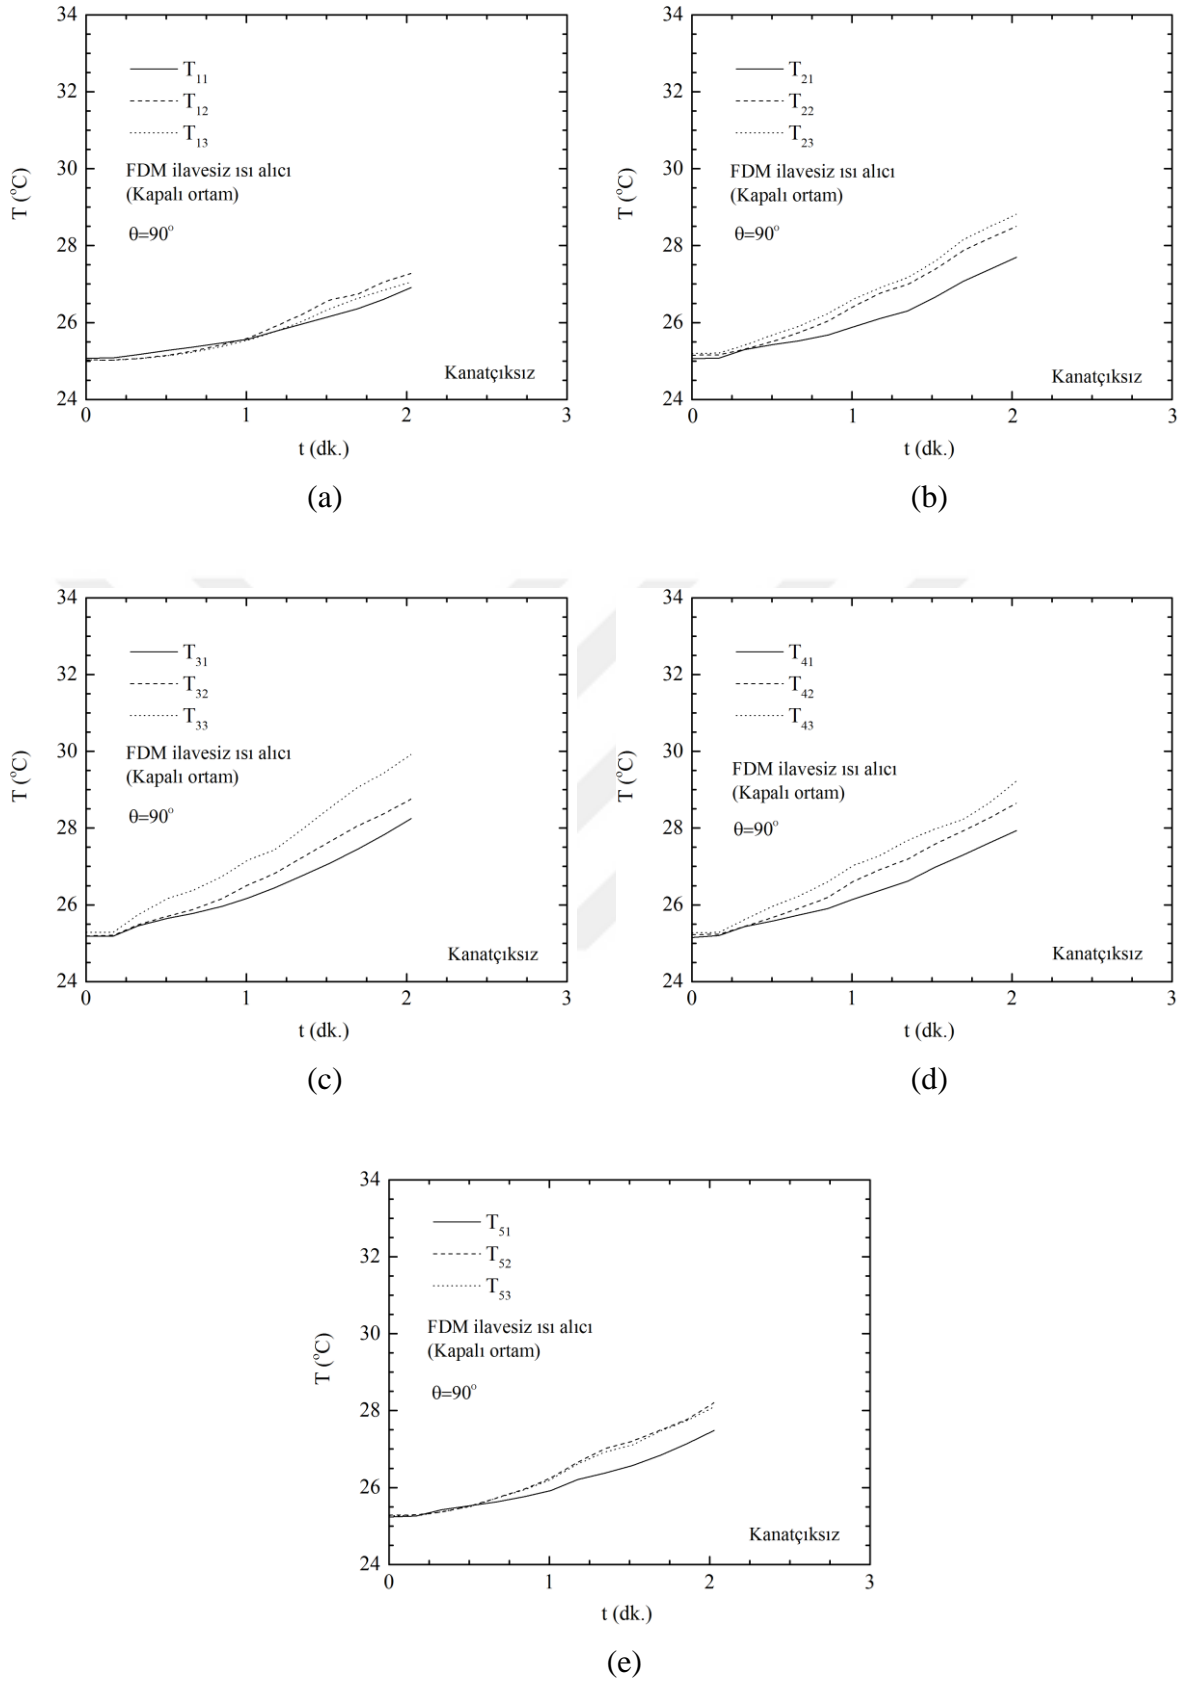 34
32
30
28
26
24
T (°C)
T₁₁
T₁₂
T₁₃
FDM ilavesiz ısı alıcı
(Kapalı ortam)
θ=90°
Kanatçıksız
0 1 2 3
t (dk.)
(a)
34
32
30
28
26
24
T (°C)
T₂₁
T₂₂
T₂₃
FDM ilavesiz ısı alıcı
(Kapalı ortam)
θ=90°
Kanatçıksız
0 1 2 3
t (dk.)
(b)
34
32
30
28
26
24
T (°C)
T₃₁
T₃₂
T₃₃
FDM ilavesiz ısı alıcı
(Kapalı ortam)
θ=90°
Kanatçıksız
0 1 2 3
t (dk.)
(c)
34
32
30
28
26
24
T (°C)
T₄₁
T₄₂
T₄₃
FDM ilavesiz ısı alıcı
(Kapalı ortam)
θ=90°
Kanatçıksız
0 1 2 3
t (dk.)
(d)
34
32
30
28
26
24
T (°C)
T₅₁
T₅₂
T₅₃
FDM ilavesiz ısı alıcı
(Kapalı ortam)
θ=90°
Kanatçıksız
0 1 2 3
t (dk.)
(e)